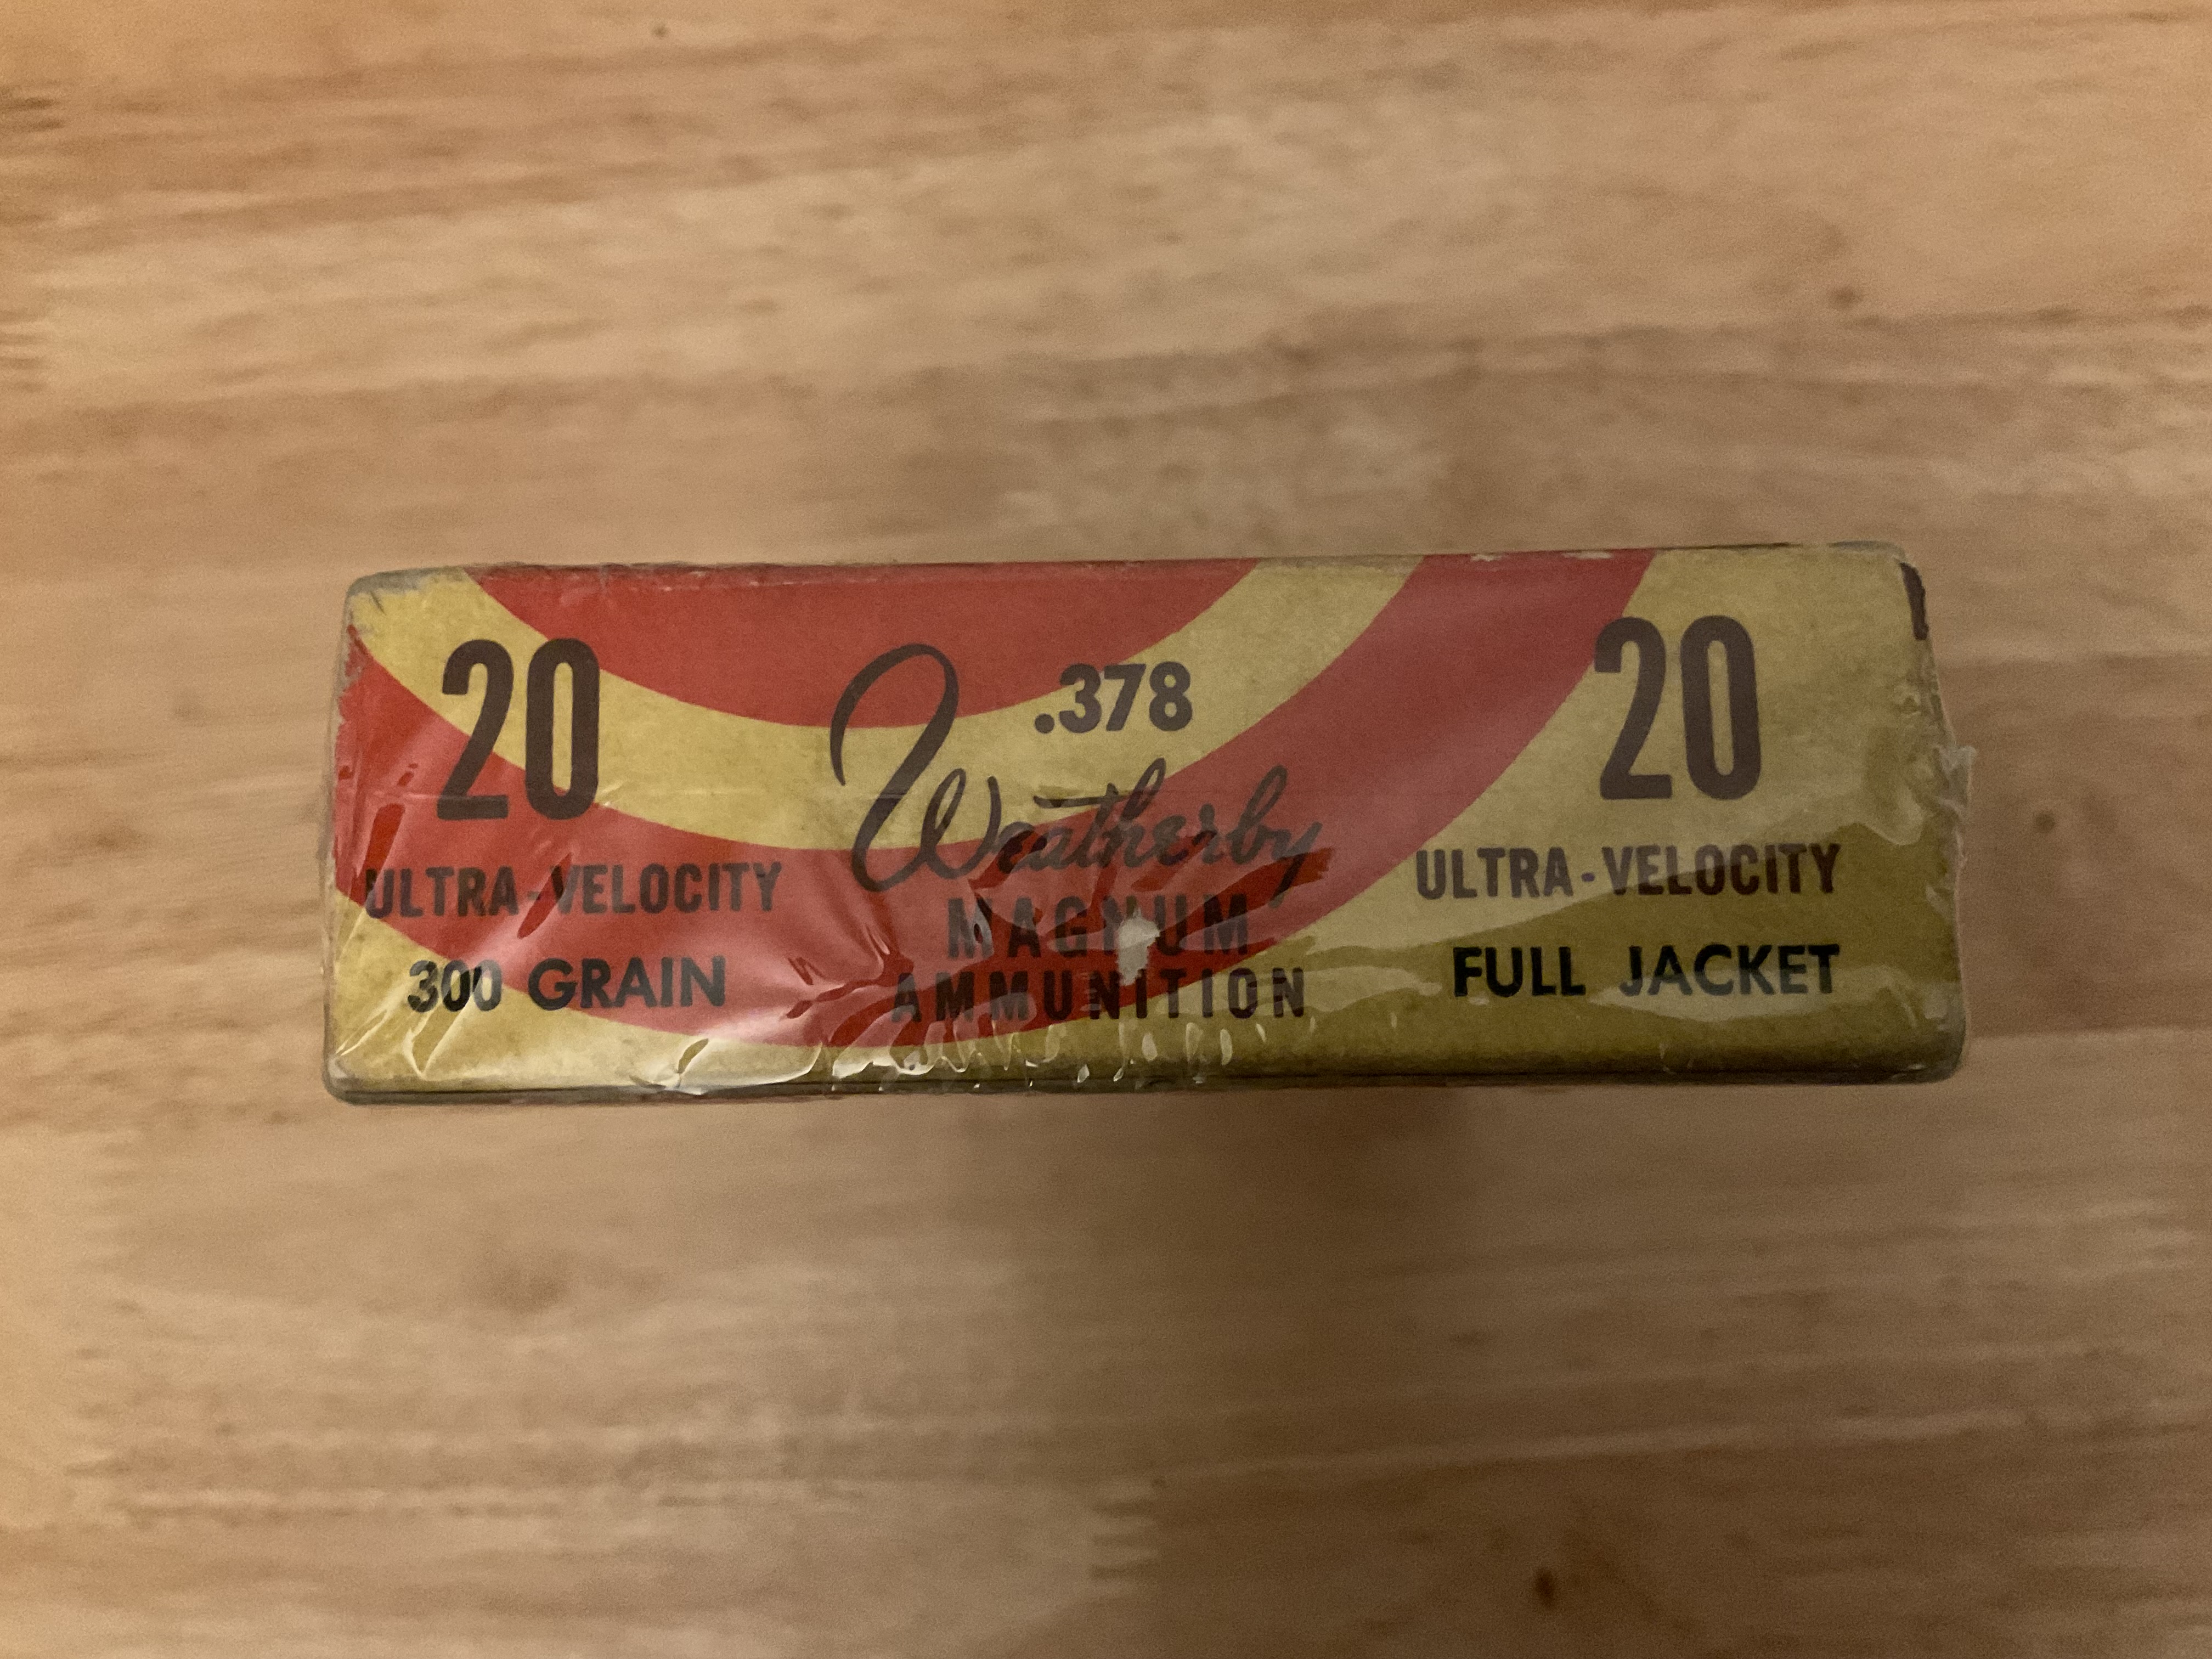 20
ULTRA-VELOCITY
300 GRAIN
.378
Weatherby
MAGNUM
AMMUNITION
20
ULTRA-VELOCITY
FULL JACKET